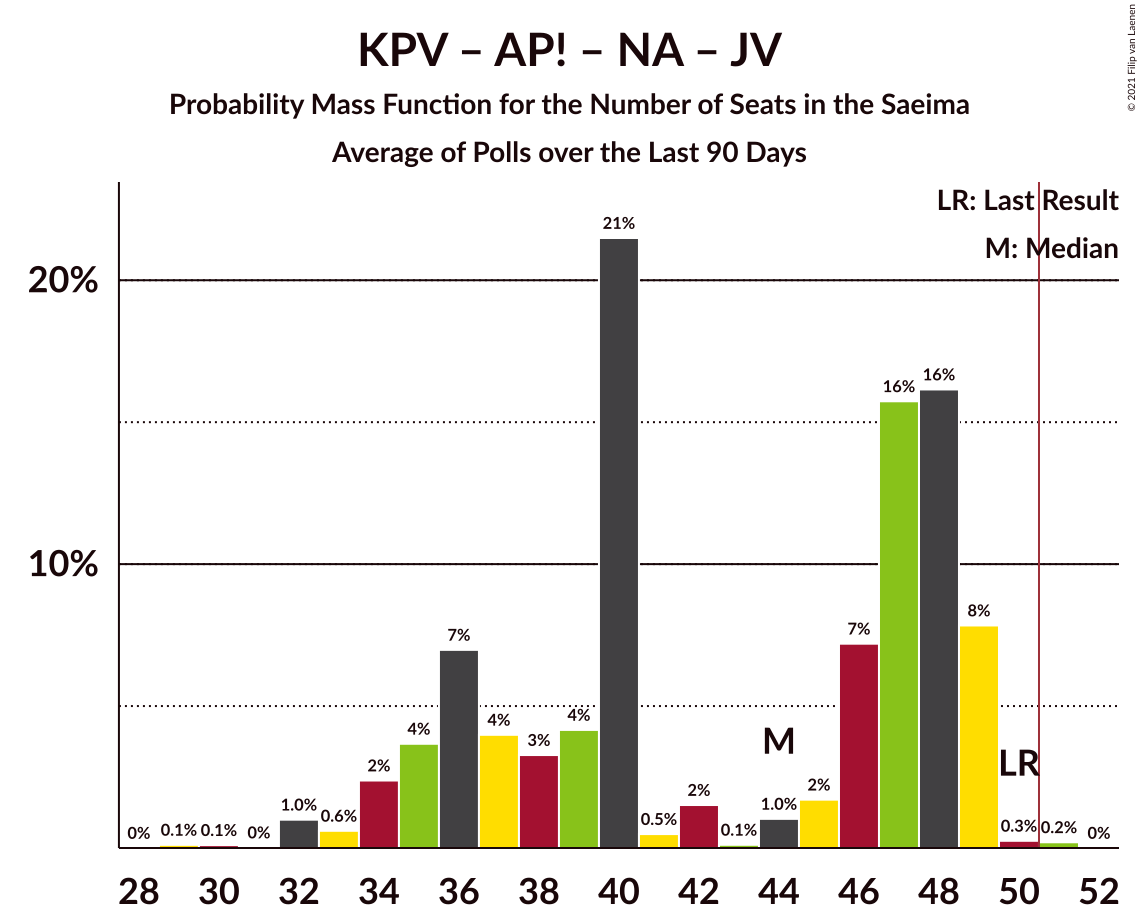 KPV – AP! – NA – JV
Probability Mass Function for the Number of Seats in the Saeima
Average of Polls over the Last 90 Days
© 2021 Filip van Laenen
LR: Last Result
M: Median
20%
10%
0% 0.1% 0.1% 0% 1.0% 0.6% 2% 4% 7% 4% 3% 4% 21% 0.5% 2% 0.1% 1.0% 2% 7% 16% 16% 8% 0.3% 0.2% 0%
M
LR
28 30 32 34 36 38 40 42 44 46 48 50 52